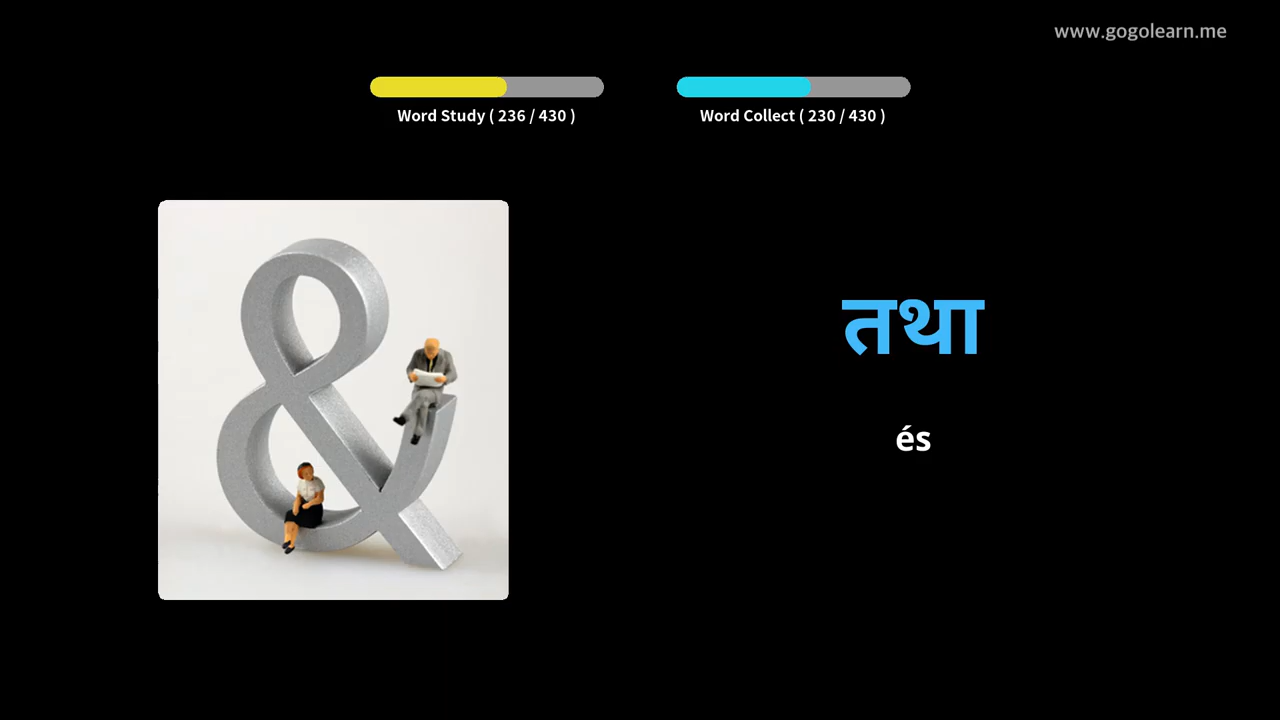 www.gogolearn.me
Word Study ( 236 / 430 )
Word Collect ( 230 / 430 )
&
तथा
és